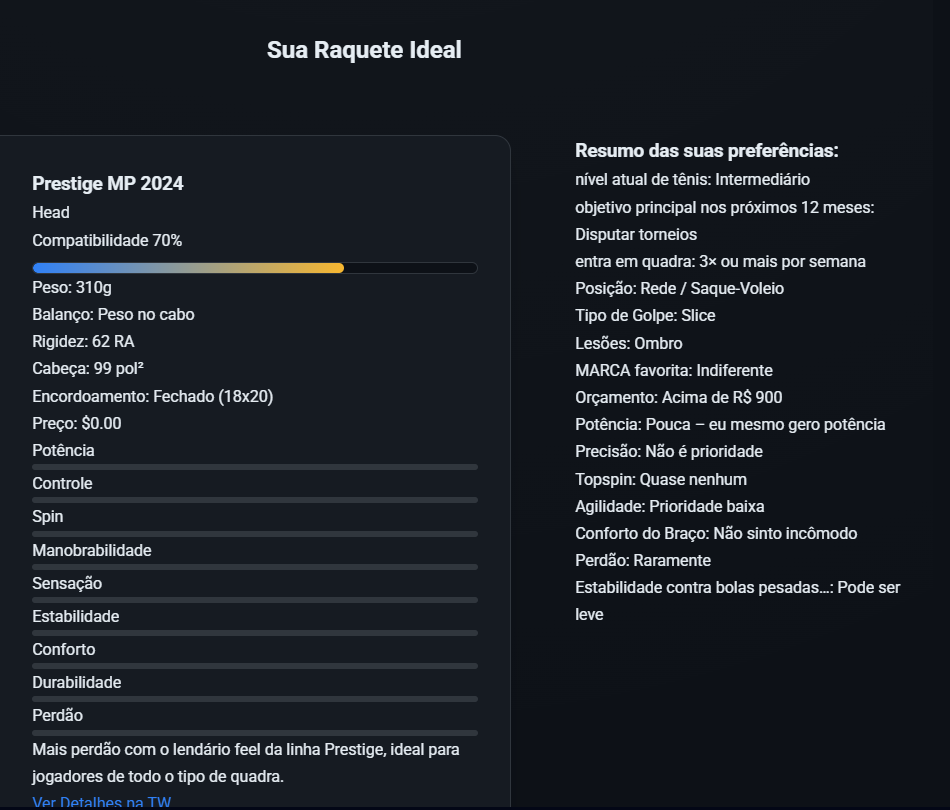 Sua Raquete Ideal
Prestige MP 2024
Head
Compatibilidade 70%
Peso: 310g
Balanço: Peso no cabo
Rigidez: 62 RA
Cabeça: 99 pol²
Encordoamento: Fechado (18x20)
Preço: $0.00
Potência
Controle
Spin
Manobrabilidade
Sensação
Estabilidade
Conforto
Durabilidade
Perdão
Mais perdão com o lendário feel da linha Prestige, ideal para
jogadores de todo o tipo de quadra.
Ver Detalhes na TW
Resumo das suas preferências:
nível atual de tênis: Intermediário
objetivo principal nos próximos 12 meses:
Disputar torneios
entra em quadra: 3× ou mais por semana
Posição: Rede / Saque-Voleio
Tipo de Golpe: Slice
Lesões: Ombro
MARCA favorita: Indiferente
Orçamento: Acima de R$ 900
Potência: Pouca – eu mesmo gero potência
Precisão: Não é prioridade
Topspin: Quase nenhum
Agilidade: Prioridade baixa
Conforto do Braço: Não sinto incômodo
Perdão: Raramente
Estabilidade contra bolas pesadas…: Pode ser
leve